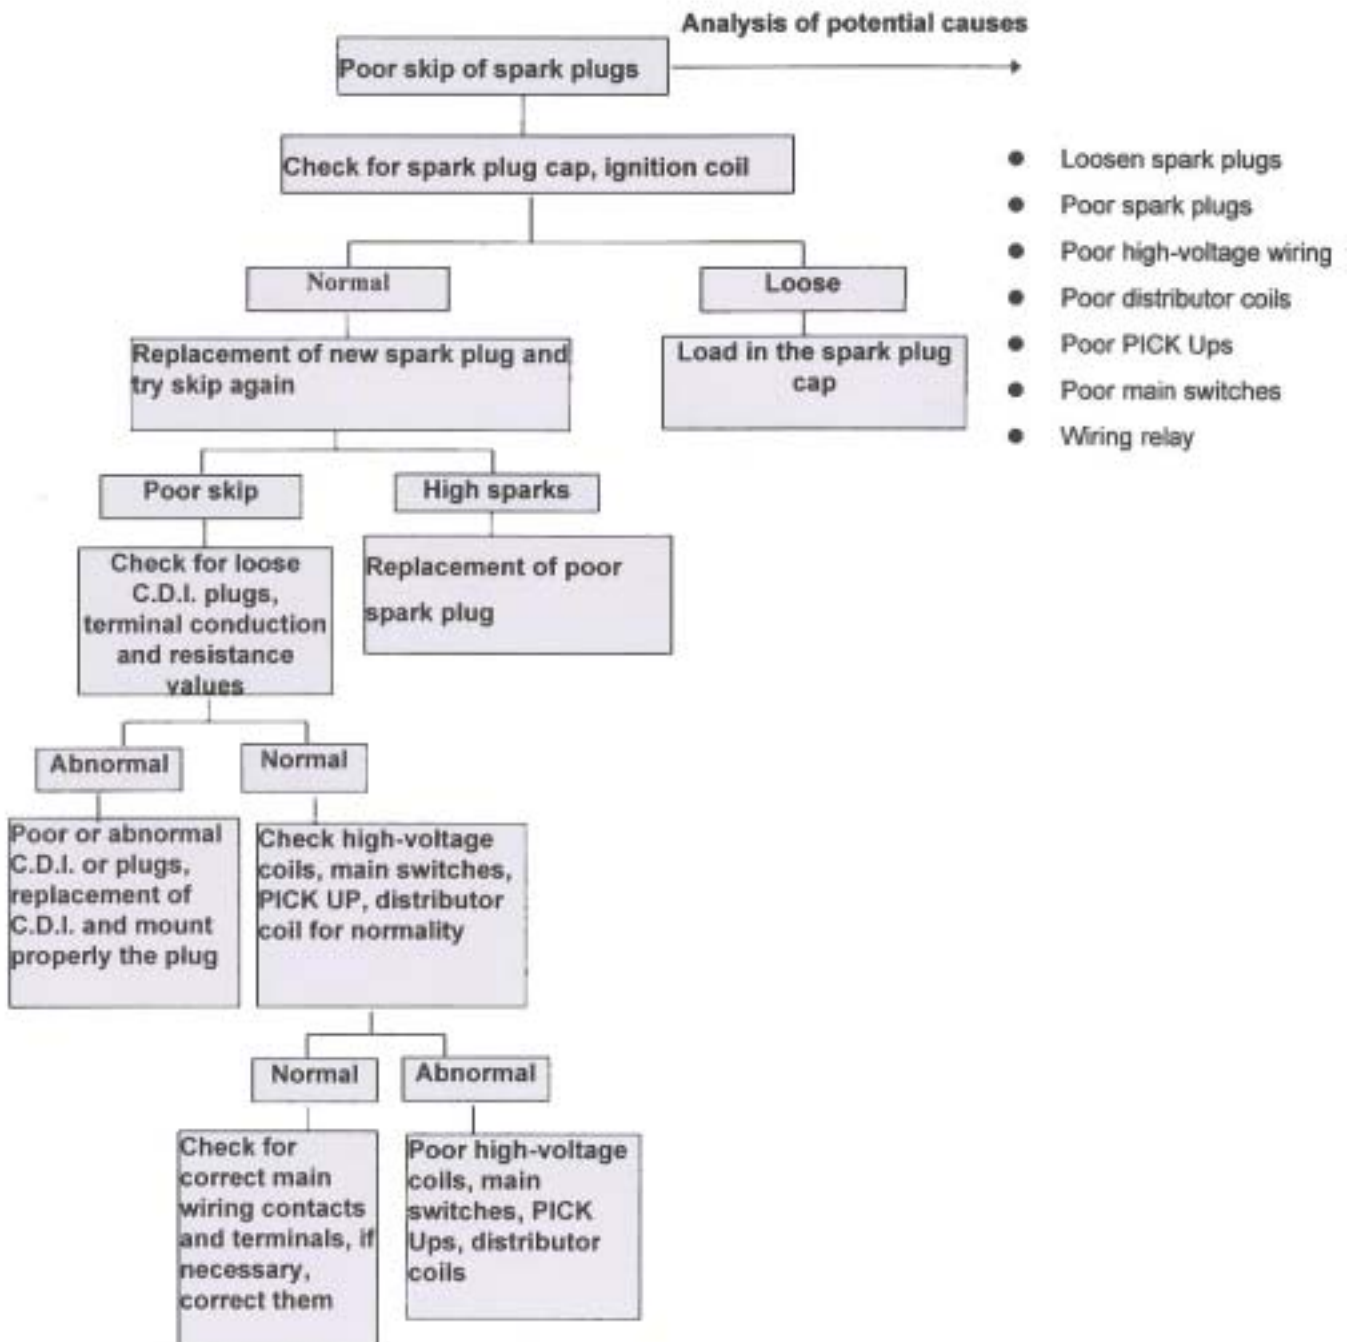 Analysis of potential causes
Poor skip of spark plugs
Check for spark plug cap, ignition coil
Loosen spark plugs
Poor spark plugs
Poor high-voltage wiring
Poor distributor coils
Poor PICK Ups
Poor main switches
Wiring relay
Normal
Loose
Replacement of new spark plug and
try skip again
Load in the spark plug
cap
Poor skip
High sparks
Check for loose
C.D.I. plugs,
terminal conduction
and resistance
values
Replacement of poor
spark plug
Abnormal
Normal
Poor or abnormal
C.D.I. or plugs,
replacement of
C.D.I. and mount
properly the plug
Check high-voltage
coils, main switches,
PICK UP, distributor
coil for normality
Normal
Abnormal
Check for
correct main
wiring contacts
and terminals, if
necessary,
correct them
Poor high-voltage
coils, main
switches, PICK
Ups, distributor
coils